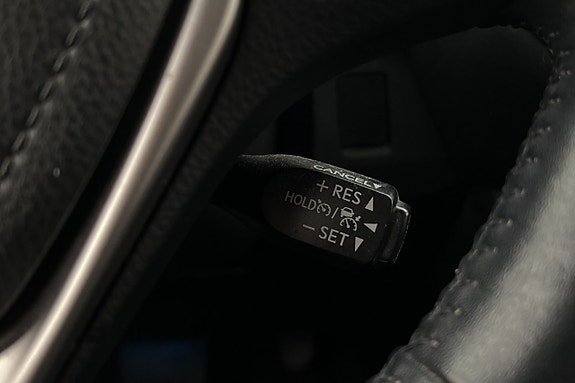 CANCEL
+ RES
HOLD /
− SET